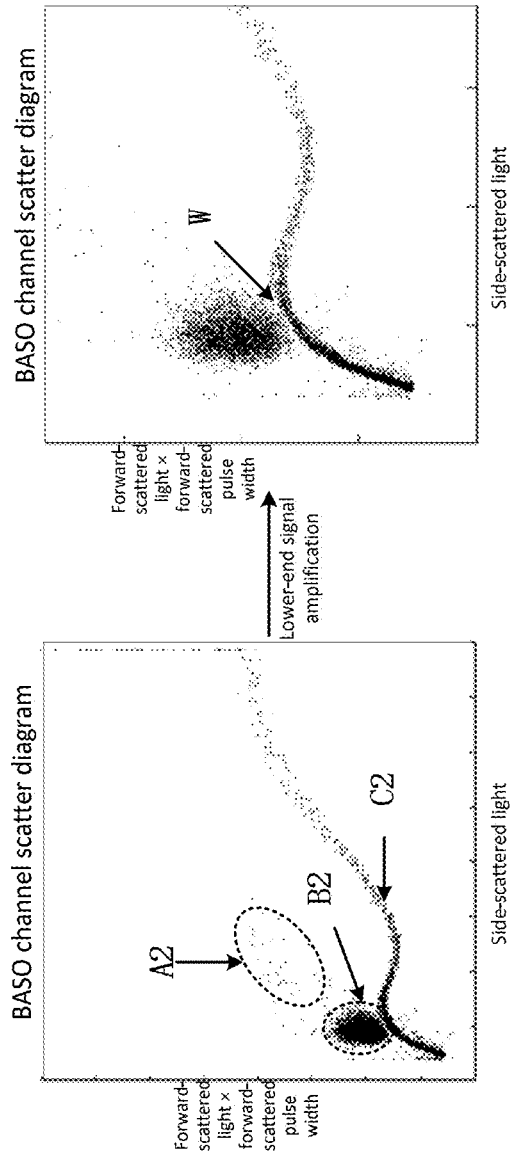 BASO channel scatter diagram
Forward-
scattered
light ×
forward-
scattered
pulse
width
A2
B2
C2
Side-scattered light
Lower-end signal
amplification
BASO channel scatter diagram
Forward-
scattered
light ×
forward-
scattered
pulse
width
W
Side-scattered light